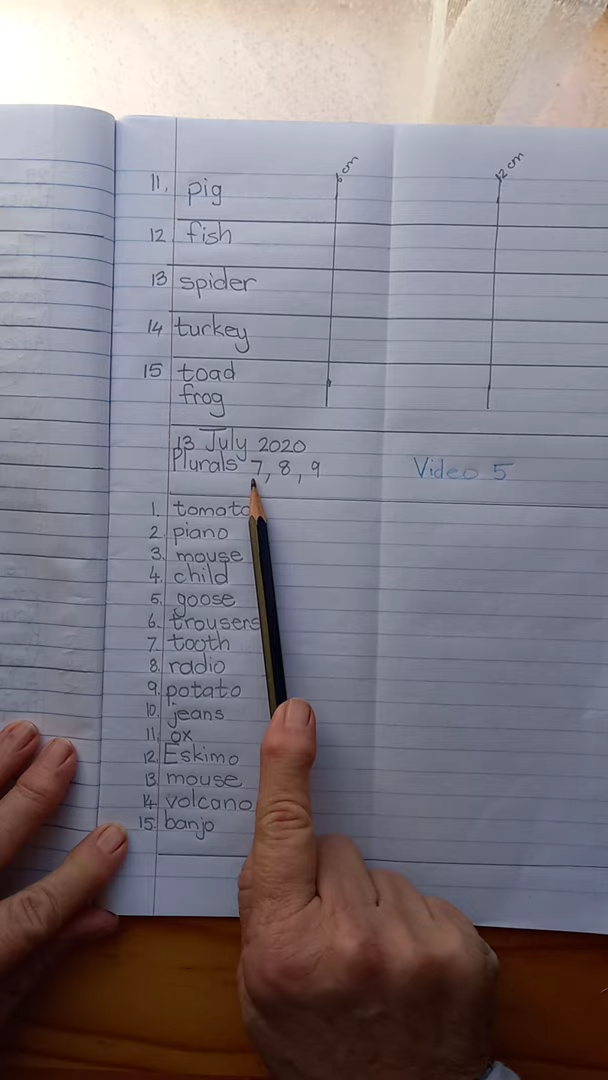 6 cm
12 cm
11. pig
12 fish
13 spider
14 turkey
15 toad
frog
13 July 2020
Plurals 7, 8, 9
Video 5
1. tomato
2. piano
3. mouse
4. child
5. goose
6. trousers
7. tooth
8. radio
9. potato
10. jeans
11. ox
12. Eskimo
13. mouse
14. volcano
15. banjo